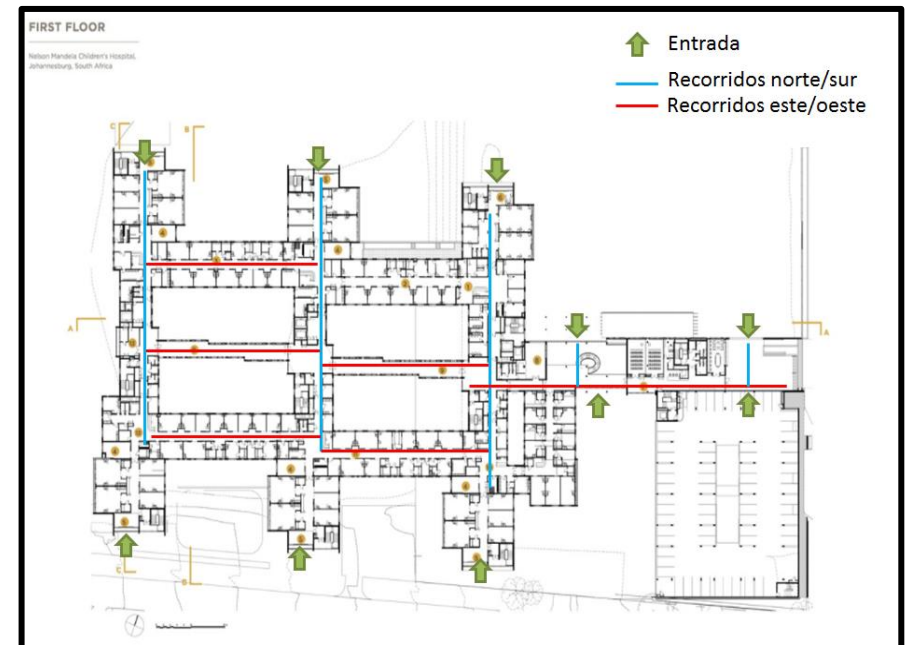 FIRST FLOOR
Nelson Mandela Children's Hospital,
Johannesburg, South Africa
Entrada
Recorridos norte/sur
Recorridos este/oeste
C
B
A
A
C
B